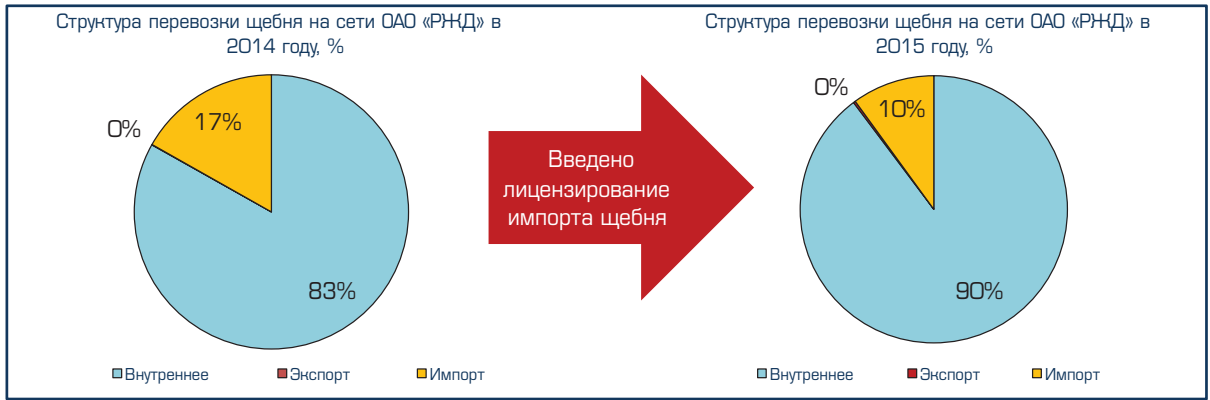 Структура перевозки щебня на сети ОАО «РЖД» в
2014 году, %
0%
17%
83%
Внутреннее Экспорт Импорт
Введено
лицензирование
импорта щебня
Структура перевозки щебня на сети ОАО «РЖД» в
2015 году, %
0%
10%
90%
Внутреннее Экспорт Импорт